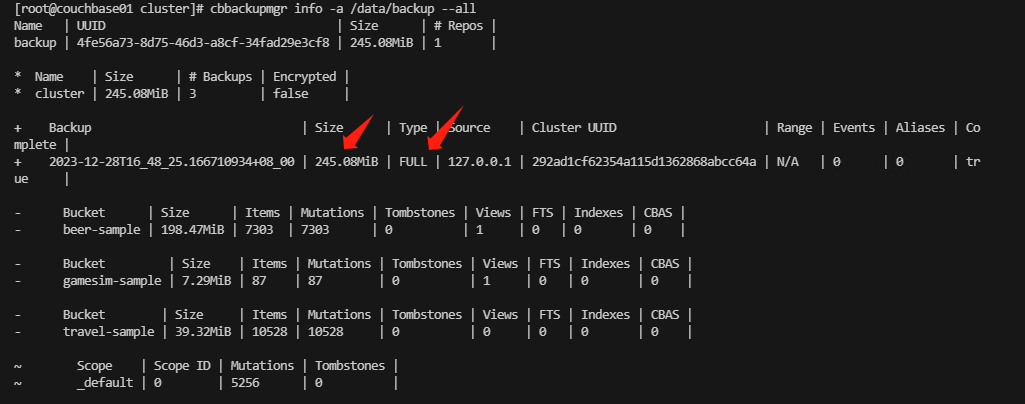 [root@couchbase01 cluster]# cbbackupmgr info -a /data/backup --all
Name   | UUID                                 | Size      | # Repos |
backup | 4fe56a73-8d75-46d3-a8cf-34fad29e3cf8 | 245.08MiB | 1       |
*  Name    | Size      | # Backups | Encrypted |
*  cluster | 245.08MiB | 3         | false     |
+    Backup                              | Size      | Type | Source    | Cluster UUID                     | Range | Events | Aliases | Co
mplete |
+    2023-12-28T16_48_25.166710934+08_00 | 245.08MiB | FULL | 127.0.0.1 | 292ad1cf62354a115d1362868abcc64a | N/A   | 0      | 0       | tr
ue     |
-      Bucket      | Size      | Items | Mutations | Tombstones | Views | FTS | Indexes | CBAS |
-      beer-sample | 198.47MiB | 7303  | 7303      | 0          | 1     | 0   | 0       | 0    |
-      Bucket         | Size    | Items | Mutations | Tombstones | Views | FTS | Indexes | CBAS |
-      gamesim-sample | 7.29MiB | 87    | 87        | 0          | 1     | 0   | 0       | 0    |
-      Bucket        | Size     | Items | Mutations | Tombstones | Views | FTS | Indexes | CBAS |
-      travel-sample | 39.32MiB | 10528 | 10528     | 0          | 0     | 0   | 0       | 0    |
~        Scope    | Scope ID | Mutations | Tombstones |
~        _default | 0        | 5256      | 0          |